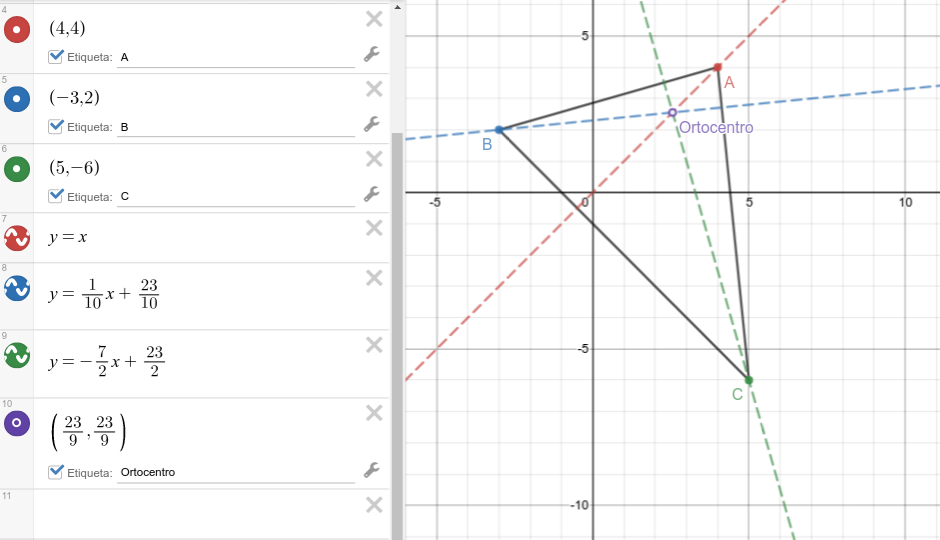 4
(4,4)
Etiqueta: A
5
(−3,2)
Etiqueta: B
6
(5,−6)
Etiqueta: C
7
y = x
8
y = 1/10 x + 23/10
9
y = −7/2 x + 23/2
10
(23/9, 23/9)
Etiqueta: Ortocentro
11
5
A
Ortocentro
B
-5 0 5 10
-5
C
-10